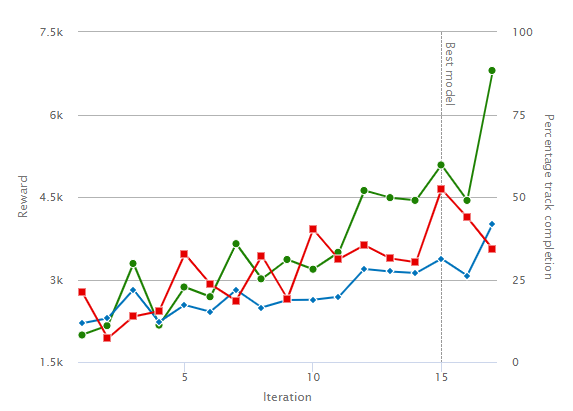 7.5k
6k
4.5k
3k
1.5k
Reward
100
75
50
25
0
Percentage track completion
Best model
5
10
15
Iteration